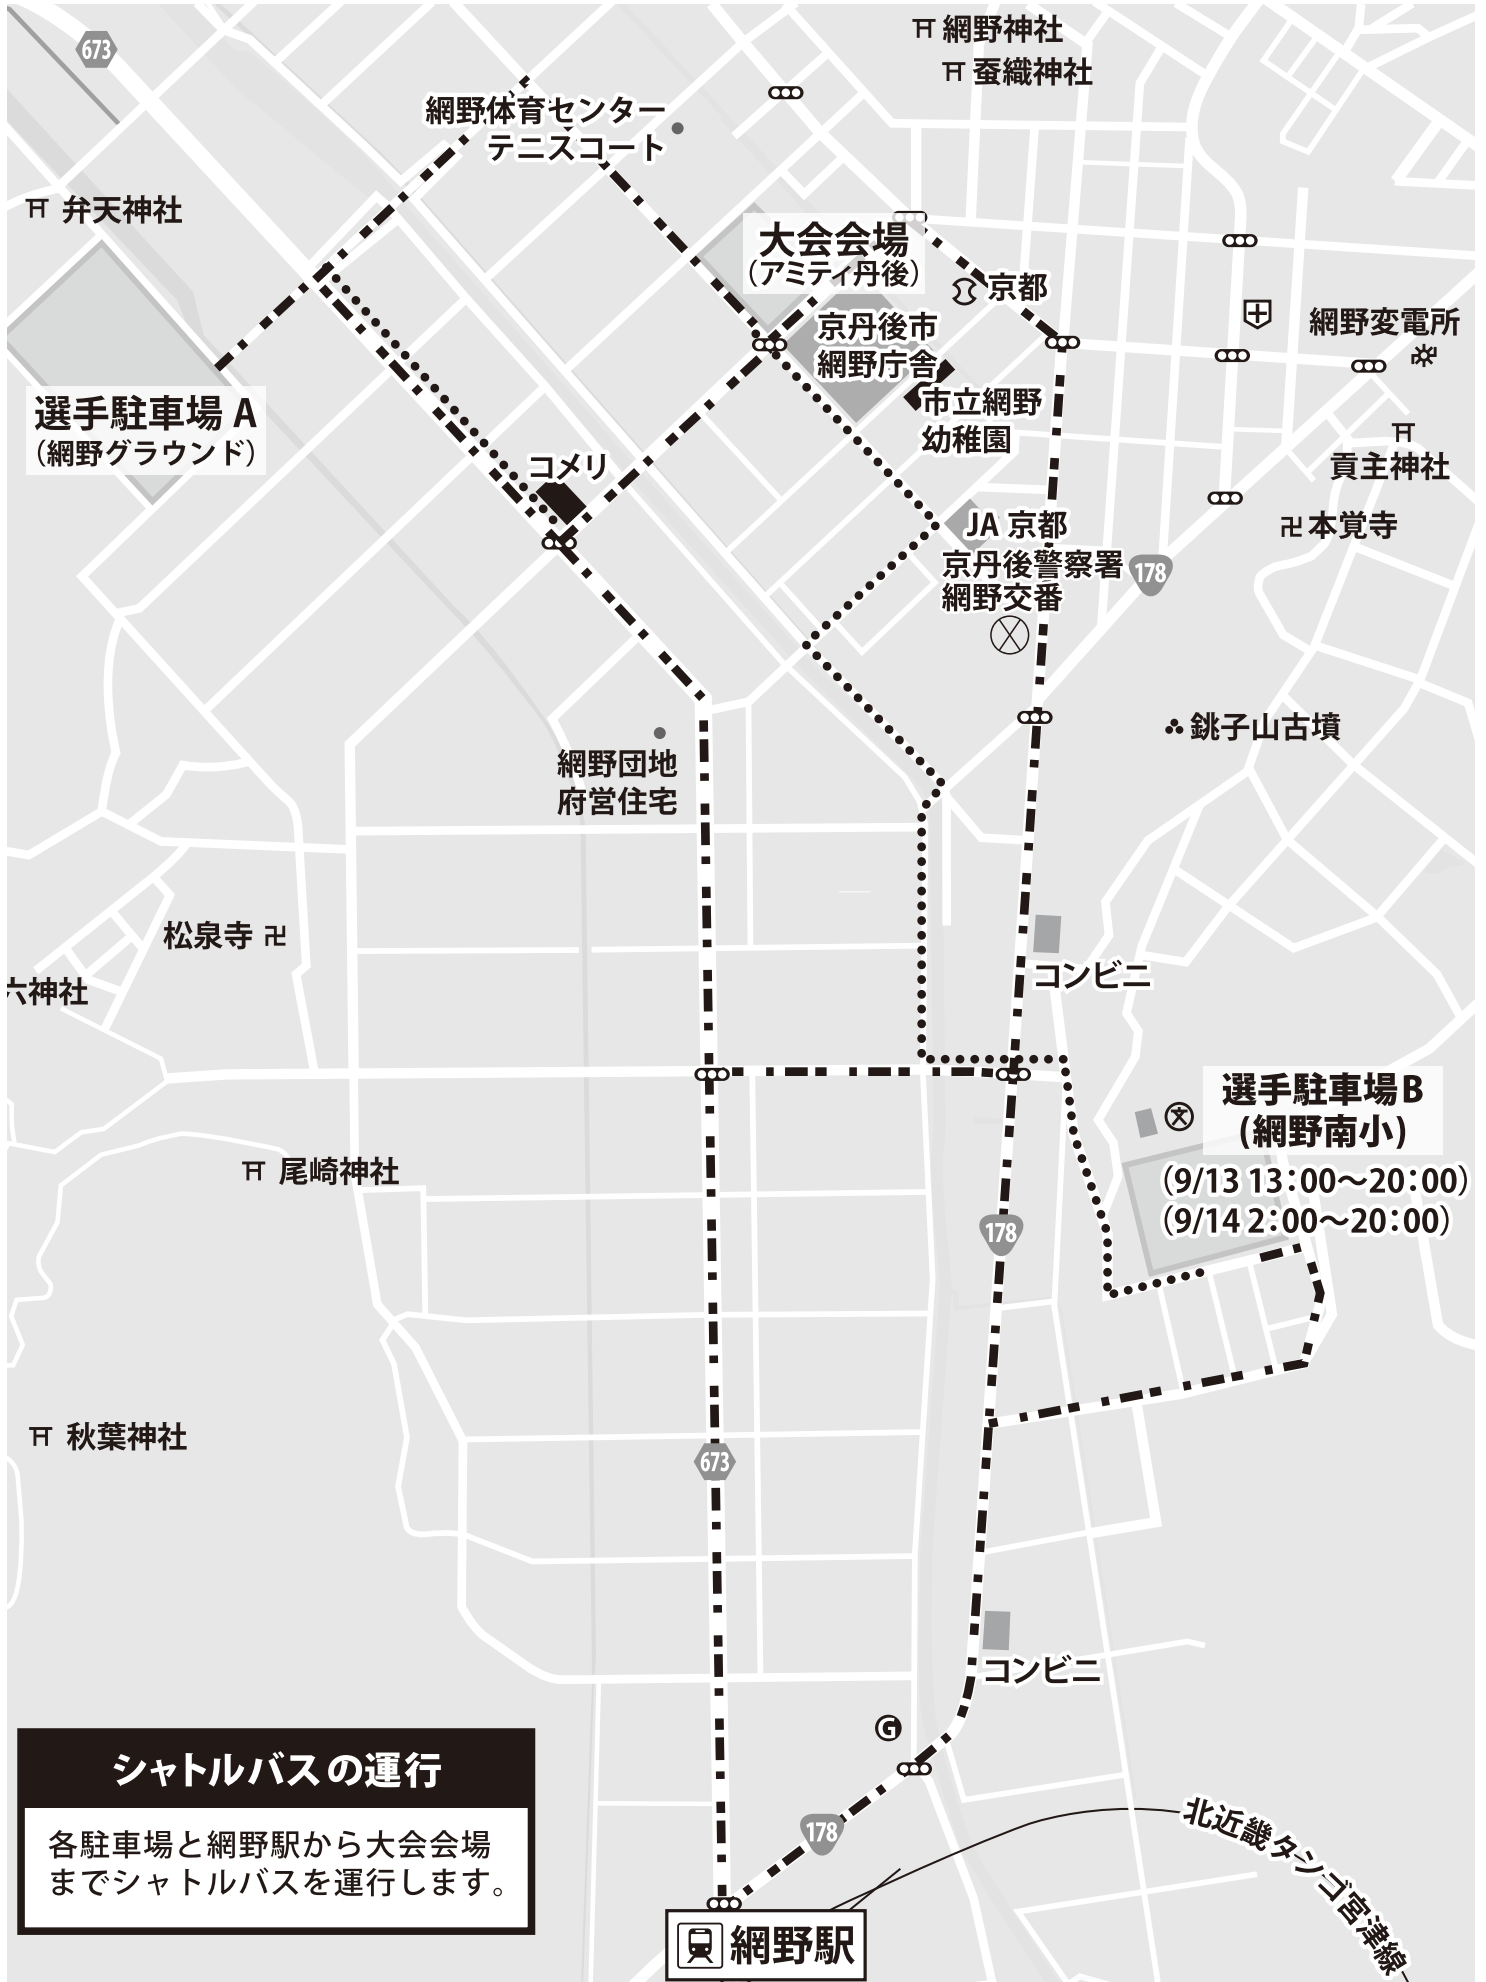 673
網野神社
蚕織神社
網野体育センター
テニスコート
弁天神社
大会会場
（アミティ丹後）
京都
京丹後市
網野庁舎
網野変電所
選手駐車場 A
（網野グラウンド）
市立網野
幼稚園
コメリ
貢主神社
JA 京都
本覚寺
京丹後警察署
網野交番
178
銚子山古墳
網野団地
府営住宅
松泉寺
コンビニ
六神社
選手駐車場B
(網野南小)
（9/13 13：00～20：00）
（9/14 2：00～20：00）
尾崎神社
178
秋葉神社
673
コンビニ
G
シャトルバスの運行
各駐車場と網野駅から大会会場
までシャトルバスを運行します。
178
北近畿タンゴ宮津線
網野駅